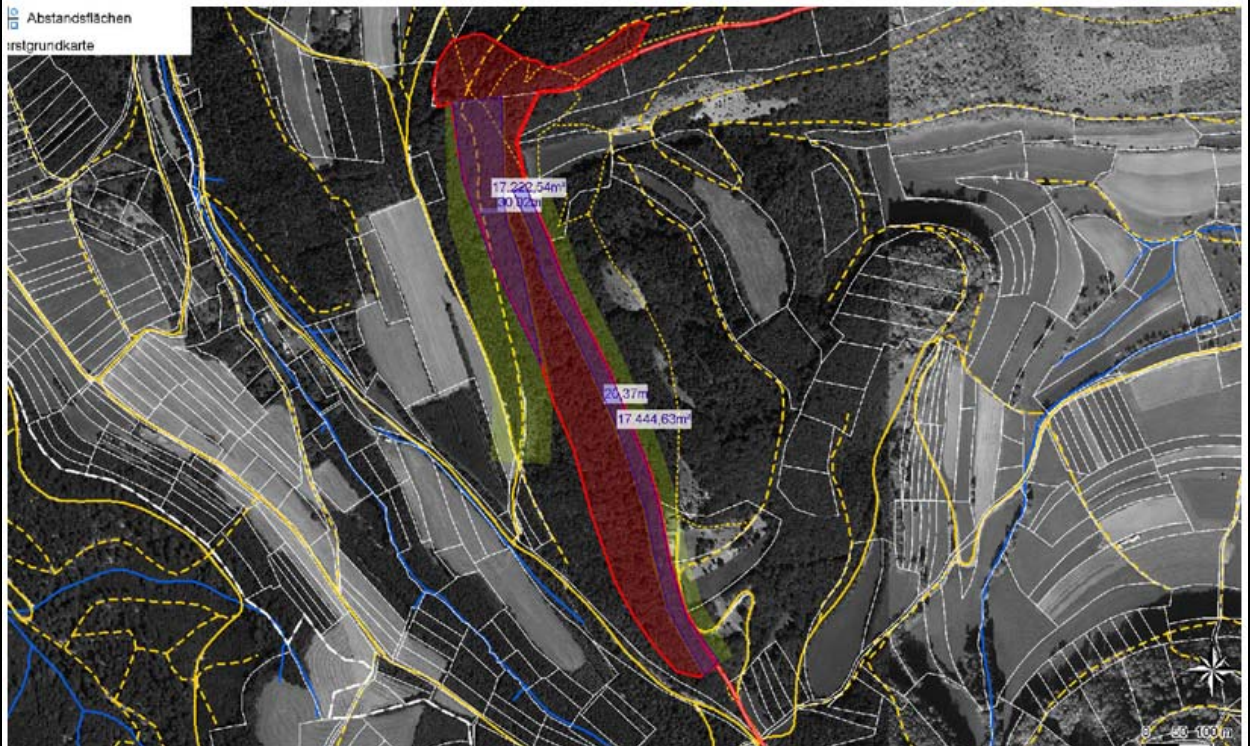 Abstandsflächen
rstgrundkarte
17.222,54m²
30,02m
20,37m
17.444,63m²
0 50 100 m